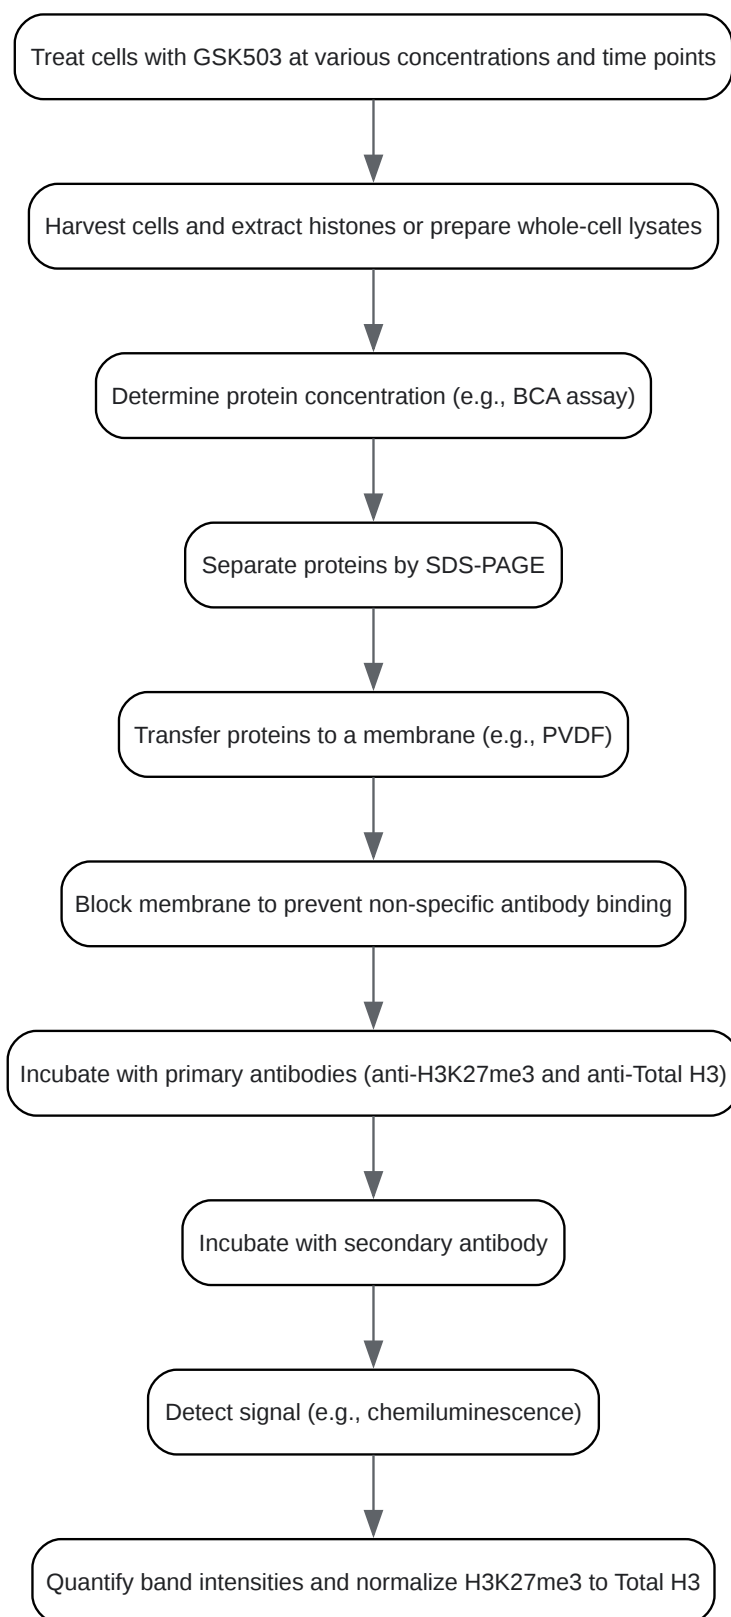 Treat cells with GSK503 at various concentrations and time points
Harvest cells and extract histones or prepare whole-cell lysates
Determine protein concentration (e.g., BCA assay)
Separate proteins by SDS-PAGE
Transfer proteins to a membrane (e.g., PVDF)
Block membrane to prevent non-specific antibody binding
Incubate with primary antibodies (anti-H3K27me3 and anti-Total H3)
Incubate with secondary antibody
Detect signal (e.g., chemiluminescence)
Quantify band intensities and normalize H3K27me3 to Total H3